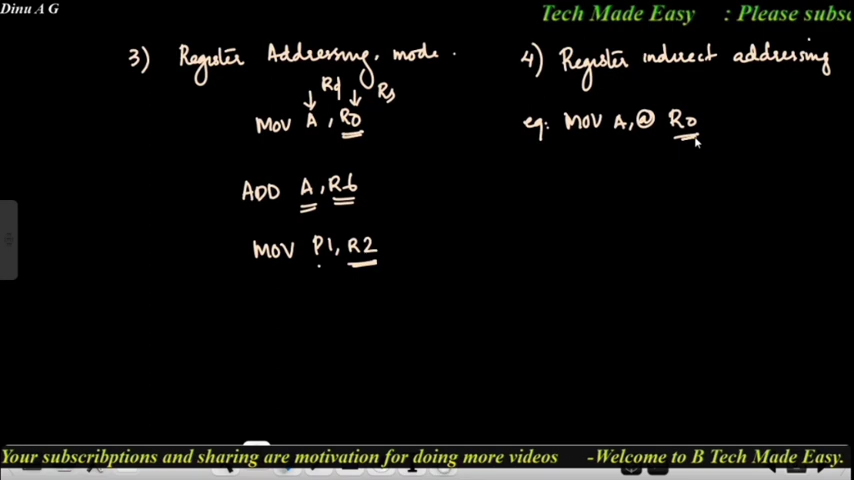 Dinu A G
Tech Made Easy : Please subsc
3) Register Addressing mode.
Rd Rs
MOV A, R0
ADD A, R6
MOV P1, R2
4) Register indirect addressing
eg: MOV A, @ R0
Your subscribptions and sharing are motivation for doing more videos -Welcome to B Tech Made Easy.